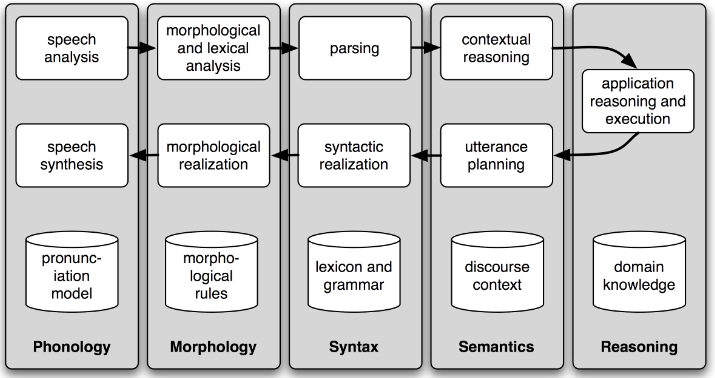 speech
analysis
morphological
and lexical
analysis
parsing
contextual
reasoning
application
reasoning and
execution
speech
synthesis
morphological
realization
syntactic
realization
utterance
planning
pronunc-
iation
model
morpho-
logical
rules
lexicon and
grammar
discourse
context
domain
knowledge
Phonology
Morphology
Syntax
Semantics
Reasoning